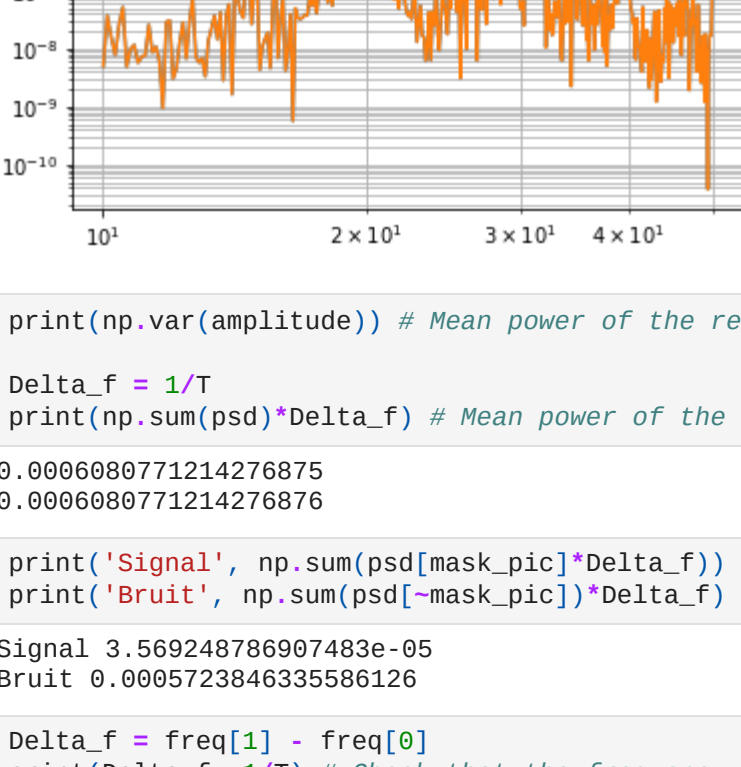 10⁻⁸
10⁻⁹
10⁻¹⁰
10¹ 2 × 10¹ 3 × 10¹ 4 × 10¹
print(np.var(amplitude)) # Mean power of the re
Delta_f = 1/T
print(np.sum(psd)*Delta_f) # Mean power of the
0.0006080771214276875
0.0006080771214276876
print('Signal', np.sum(psd[mask_pic]*Delta_f))
print('Bruit', np.sum(psd[~mask_pic])*Delta_f)
Signal 3.569248786907483e-05
Bruit 0.0005723846335586126
Delta_f = freq[1] - freq[0]